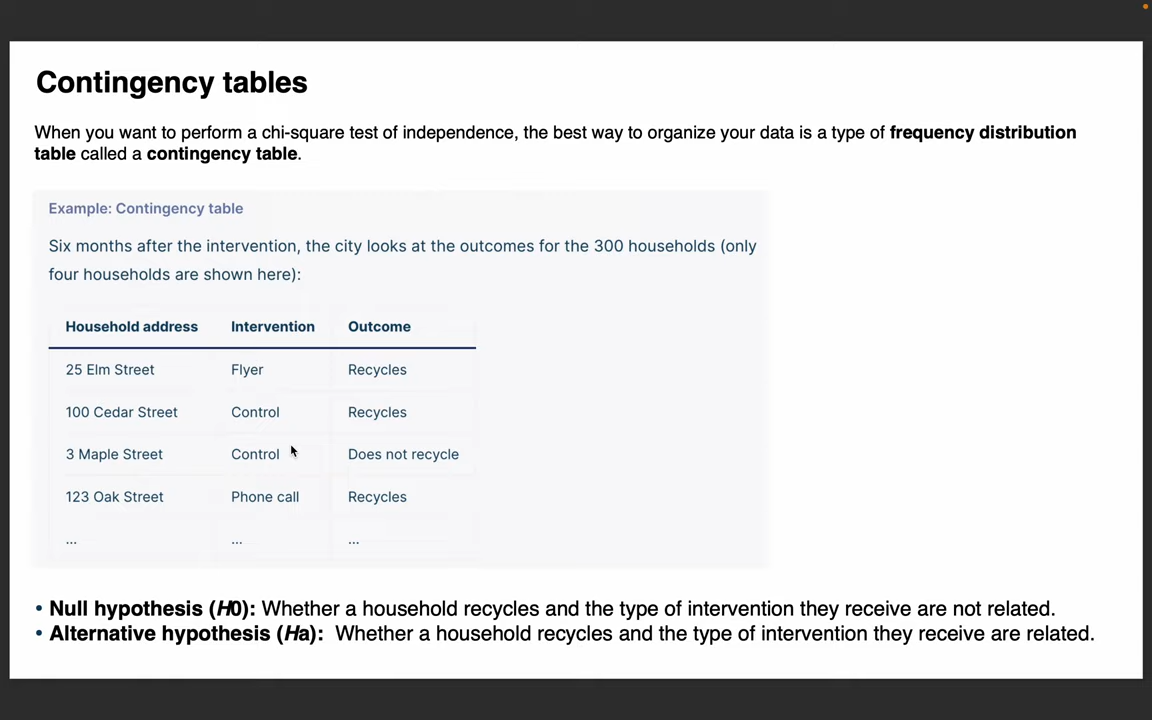 Contingency tables
When you want to perform a chi-square test of independence, the best way to organize your data is a type of frequency distribution
table called a contingency table.
Example: Contingency table
Six months after the intervention, the city looks at the outcomes for the 300 households (only
four households are shown here):
Household address Intervention Outcome
25 Elm Street Flyer Recycles
100 Cedar Street Control Recycles
3 Maple Street Control Does not recycle
123 Oak Street Phone call Recycles
... ... ...
• Null hypothesis (H0): Whether a household recycles and the type of intervention they receive are not related.
• Alternative hypothesis (Ha): Whether a household recycles and the type of intervention they receive are related.